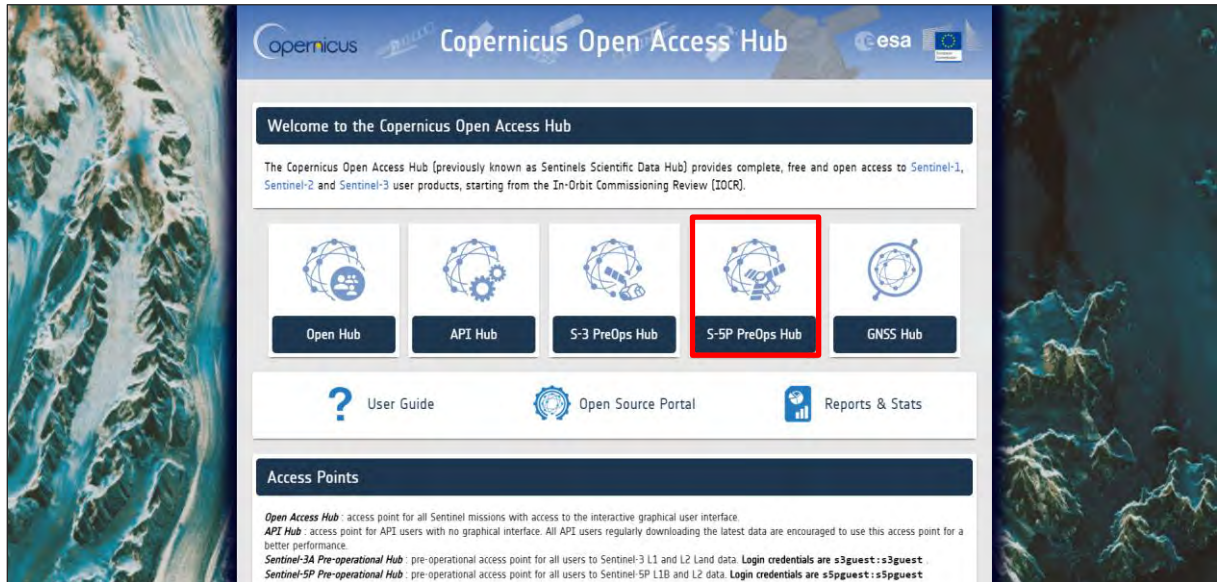 opernicus
Copernicus Open Access Hub
esa
Welcome to the Copernicus Open Access Hub
The Copernicus Open Access Hub (previously known as Sentinels Scientific Data Hub) provides complete, free and open access to Sentinel-1,
Sentinel-2 and Sentinel-3 user products, starting from the In-Orbit Commissioning Review (IOCR).
Open Hub
API Hub
S-3 PreOps Hub
S-5P PreOps Hub
GNSS Hub
? User Guide
Open Source Portal
Reports & Stats
Access Points
Open Access Hub : access point for all Sentinel missions with access to the interactive graphical user interface.
API Hub : access point for API users with no graphical interface. All API users regularly downloading the latest data are encouraged to use this access point for a
better performance.
Sentinel-3A Pre-operational Hub : pre-operational access point for all users to Sentinel-3 L1 and L2 Land data. Login credentials are s3guest:s3guest
Sentinel-5P Pre-operational Hub : pre-operational access point for all users to Sentinel-5P L1B and L2 data. Login credentials are s5pguest:s5pguest